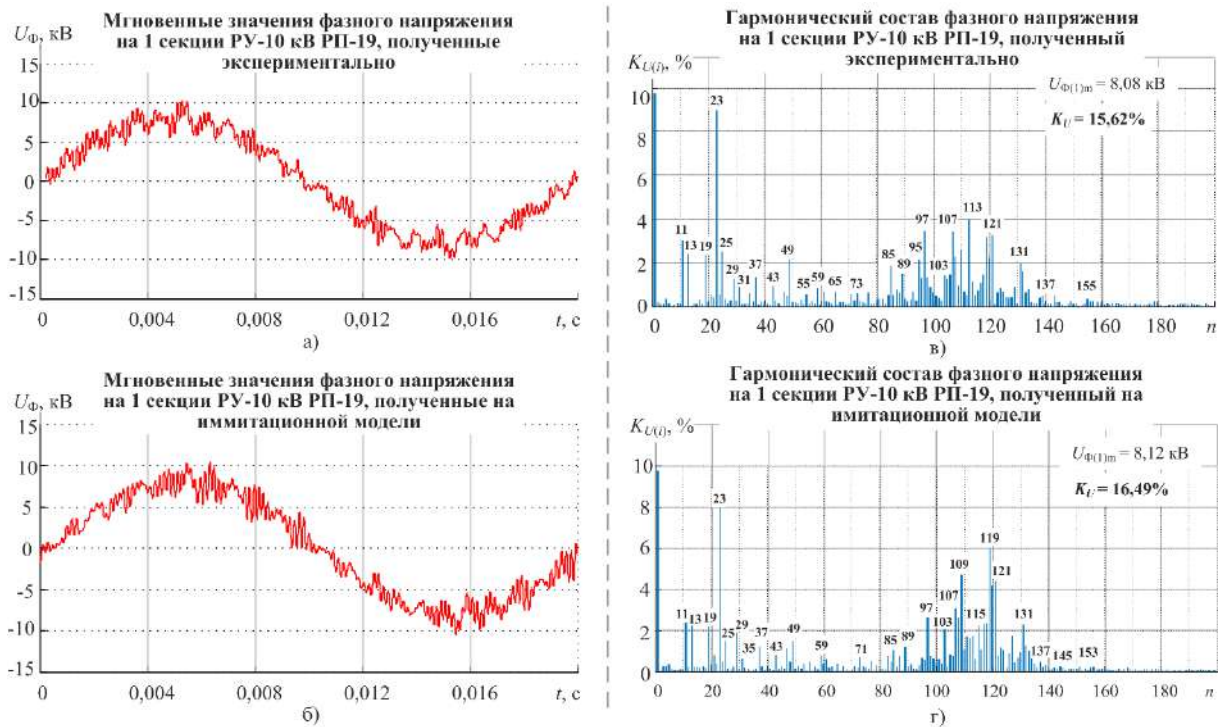 Мгновенные значения фазного напряжения
на 1 секции РУ-10 кВ РП-19, полученные
экспериментально
UФ, кВ
15
10
5
0
-5
-10
-15
0 0,004 0,008 0,012 0,016 t, с
а)
Гармонический состав фазного напряжения
на 1 секции РУ-10 кВ РП-19, полученный
экспериментально
KU(i), %
UФ(1)m = 8,08 кВ
KU = 15,62%
10
8
6
4
2
0
23
11
13
19
25
29
31
37
43
49
55
59
65
73
85
89
95
97
103
107
113
121
131
137
155
0 20 40 60 80 100 120 140 160 180 n
в)
Мгновенные значения фазного напряжения
на 1 секции РУ-10 кВ РП-19, полученные на
иммитационной модели
UФ, кВ
15
10
5
0
-5
-10
-15
0 0,004 0,008 0,012 0,016 t, с
б)
Гармонический состав фазного напряжения
на 1 секции РУ-10 кВ РП-19, полученный на
имитационной модели
KU(i), %
UФ(1)m = 8,12 кВ
KU = 16,49%
10
8
6
4
2
0
23
11
13
19
25
29
35
37
43
49
59
71
85
89
97
103
107
109
115
119
121
131
137
145
153
0 20 40 60 80 100 120 140 160 180 n
г)